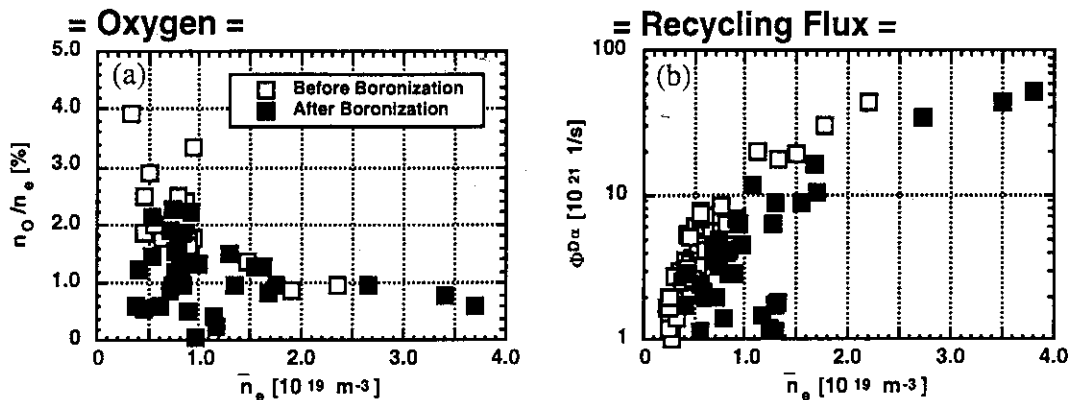 = Oxygen =
5.0
4.0
3.0
2.0
1.0
0
(a)
Before Boronization
After Boronization
n_O/n_e [%]
0 1.0 2.0 3.0 4.0
n̄_e [10 19 m-3]
= Recycling Flux =
100
10
1
(b)
Φ^Dα [10 21 1/s]
0 1.0 2.0 3.0 4.0
n̄_e [10 19 m-3]